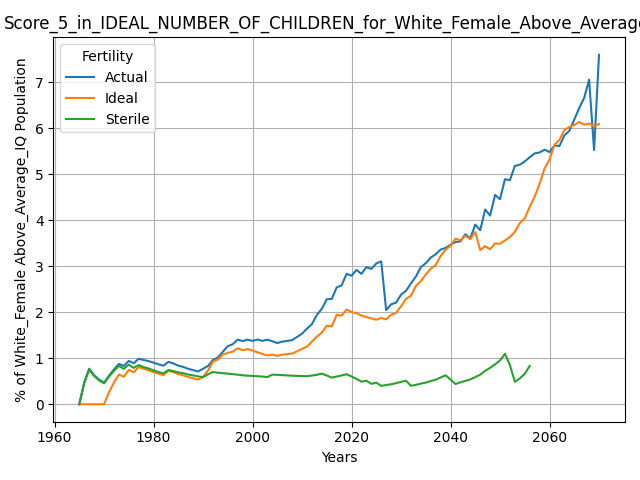 Score_5_in_IDEAL_NUMBER_OF_CHILDREN_for_White_Female_Above_Average
% of White_Female Above_Average_IQ Population
Fertility
Actual
Ideal
Sterile
7
6
5
4
3
2
1
0
1960 1980 2000 2020 2040 2060
Years